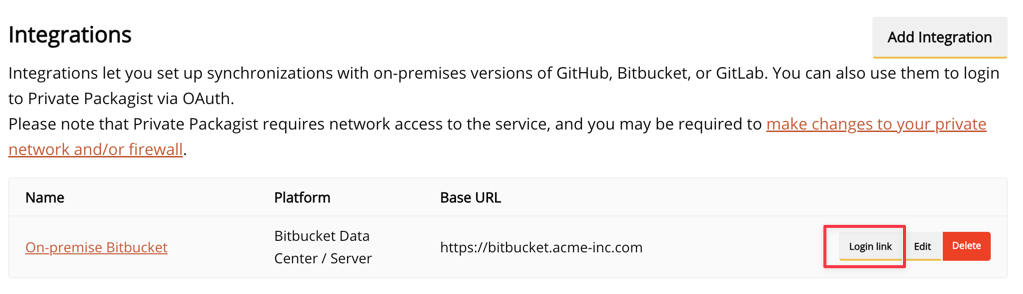 Integrations
Add Integration
Integrations let you set up synchronizations with on-premises versions of GitHub, Bitbucket, or GitLab. You can also use them to login
to Private Packagist via OAuth.
Please note that Private Packagist requires network access to the service, and you may be required to make changes to your private
network and/or firewall.
Name Platform Base URL
On-premise Bitbucket Bitbucket Data Center / Server https://bitbucket.acme-inc.com Login link Edit Delete